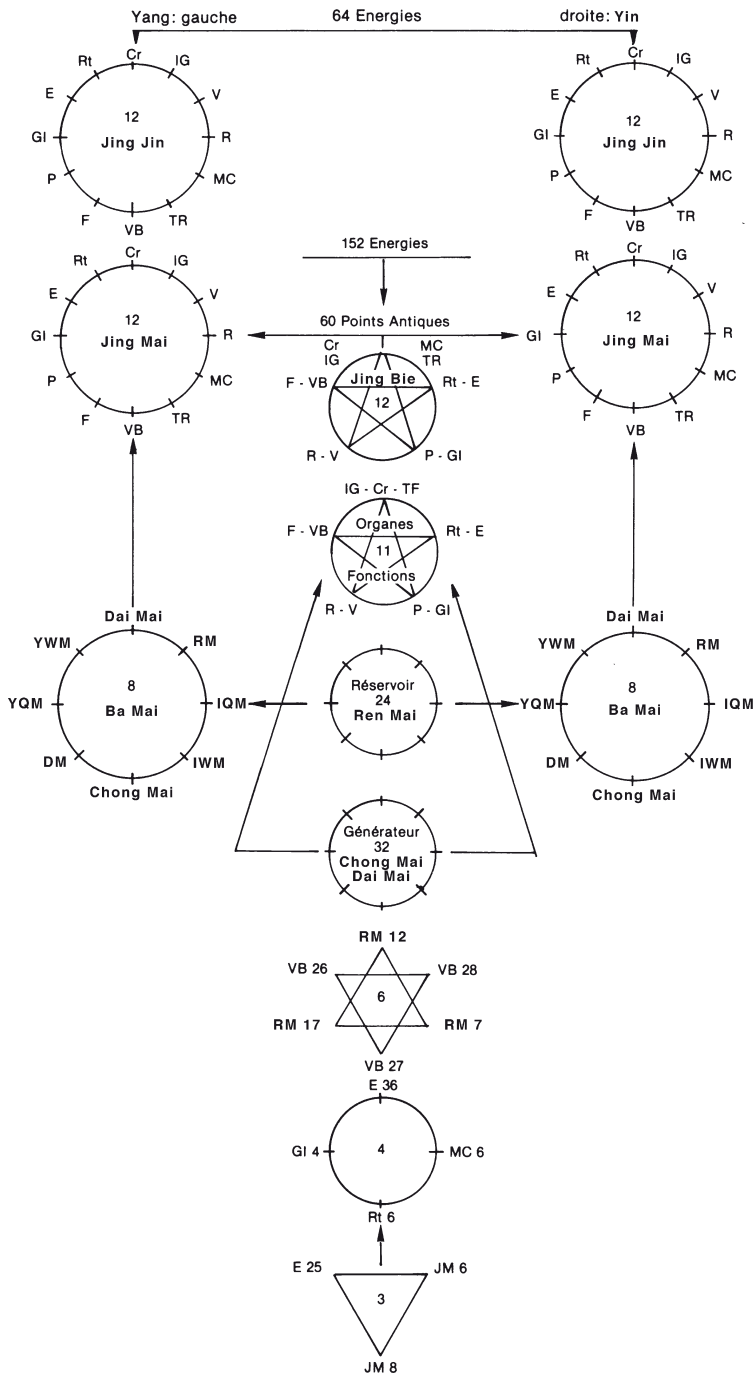 Yang: gauche 64 Energies droite: Yin
Cr Cr
Rt IG Rt IG
E V E V
12 12
GI Jing Jin R GI Jing Jin R
P MC P MC
F TR F TR
VB VB
152 Energies
Cr Cr
Rt IG Rt IG
E V E V
60 Points Antiques
12 12
GI Jing Mai R GI Jing Mai R
Cr MC
IG TR
P MC P MC
Jing Bie
F - VB Rt - E
12
F TR F TR
VB VB
R - V P - GI
IG - Cr - TF
Organes
F - VB Rt - E
11
Fonctions
R - V P - GI
Dai Mai Dai Mai
YWM RM YWM RM
8 Réservoir 8
YQM Ba Mai IQM 24 YQM Ba Mai IQM
Ren Mai
DM IWM DM IWM
Chong Mai Chong Mai
Générateur
32
Chong Mai
Dai Mai
RM 12
VB 26 VB 28
6
RM 17 RM 7
VB 27
E 36
GI 4 4 MC 6
Rt 6
E 25 JM 6
3
JM 8